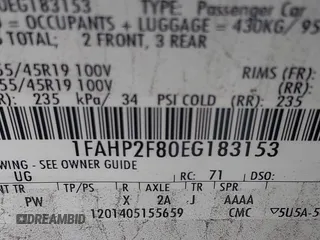 0EG183153 TYPE: Passenger Car
= OCCUPANTS + LUGGAGE = 430KG / 95
S TOTAL; 2 FRONT, 3 REAR
55/45R19 100V RIMS (FR):
55/45R19 100V (RR):
R): 235 kPa/ 34 PSI COLD (RR): 235
1FAHP2F80EG183153
WING - SEE OWNER GUIDE
UG RC: 71 DSO:
NT TR TP/PS R AXLE TR SPR
PW X 2A J AAAA
1201405155659 CMC ▽5U5A-5
DREAMBID